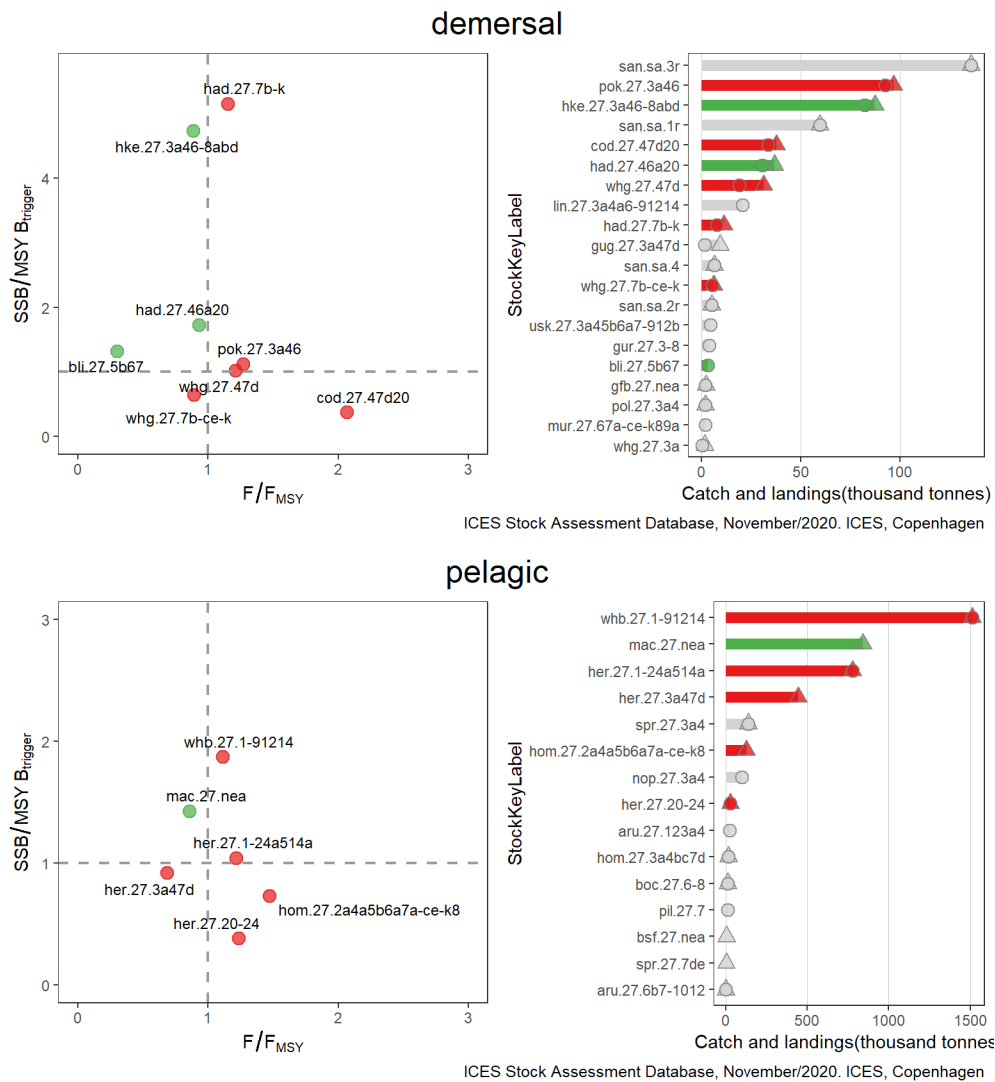 demersal
SSB/MSY B_trigger
4
2
0
had.27.7b-k
hke.27.3a46-8abd
had.27.46a20
pok.27.3a46
bli.27.5b67
whg.27.47d
cod.27.47d20
whg.27.7b-ce-k
0
1
2
3
F/F_MSY
StockKeyLabel
san.sa.3r
pok.27.3a46
hke.27.3a46-8abd
san.sa.1r
cod.27.47d20
had.27.46a20
whg.27.47d
lin.27.3a4a6-91214
had.27.7b-k
gug.27.3a47d
san.sa.4
whg.27.7b-ce-k
san.sa.2r
usk.27.3a45b6a7-912b
gur.27.3-8
bli.27.5b67
gfb.27.nea
pol.27.3a4
mur.27.67a-ce-k89a
whg.27.3a
0
50
100
Catch and landings(thousand tonnes)
ICES Stock Assessment Database, November/2020. ICES, Copenhagen
pelagic
SSB/MSY B_trigger
3
2
1
0
whb.27.1-91214
mac.27.nea
her.27.1-24a514a
her.27.3a47d
hom.27.2a4a5b6a7a-ce-k8
her.27.20-24
0
1
2
3
F/F_MSY
StockKeyLabel
whb.27.1-91214
mac.27.nea
her.27.1-24a514a
her.27.3a47d
spr.27.3a4
hom.27.2a4a5b6a7a-ce-k8
nop.27.3a4
her.27.20-24
aru.27.123a4
hom.27.3a4bc7d
boc.27.6-8
pil.27.7
bsf.27.nea
spr.27.7de
aru.27.6b7-1012
0
500
1000
1500
Catch and landings(thousand tonnes
ICES Stock Assessment Database, November/2020. ICES, Copenhagen